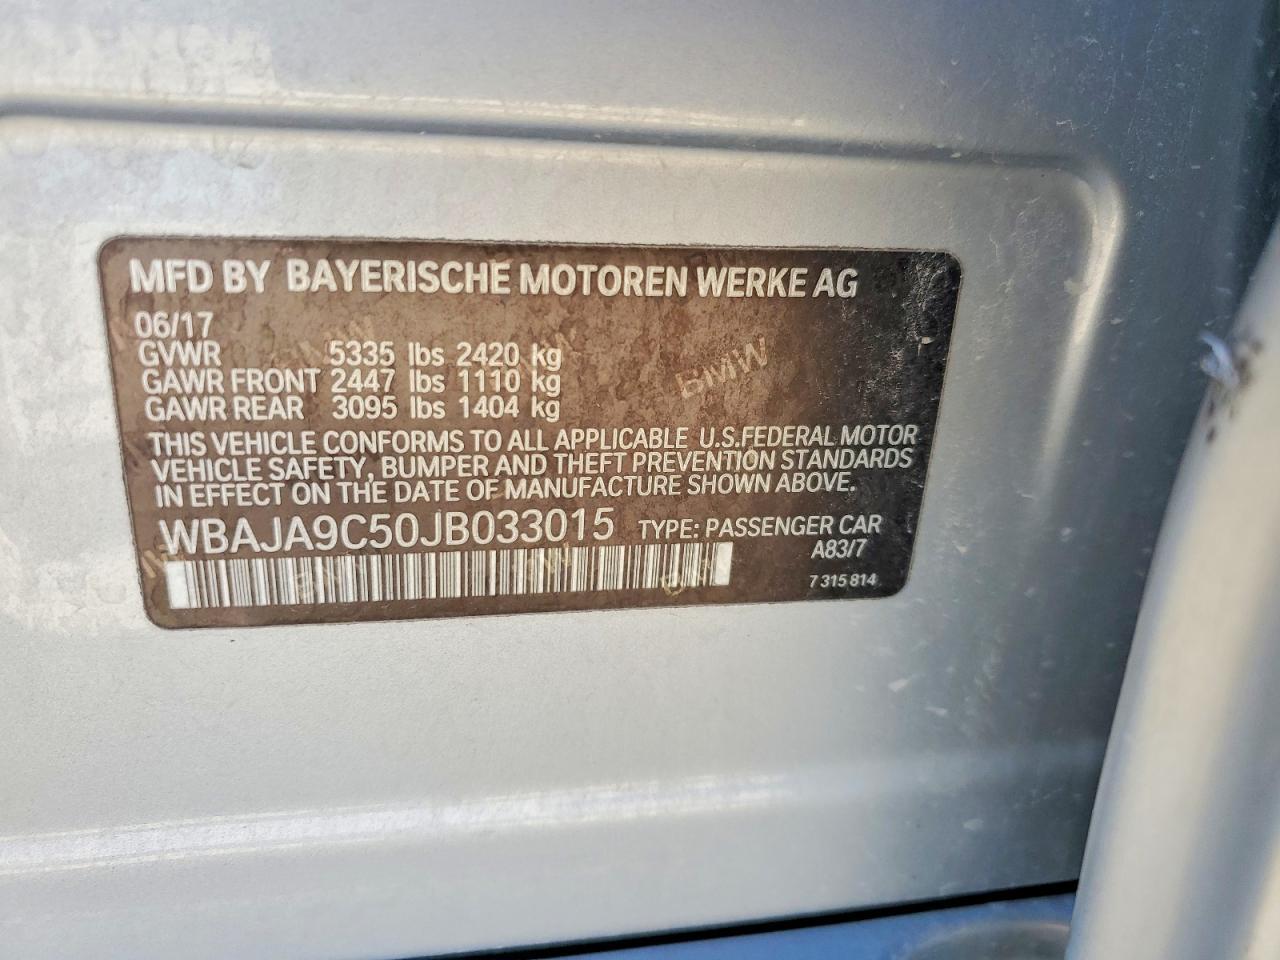 MFD BY BAYERISCHE MOTOREN WERKE AG
06/17
GVWR 5335 lbs 2420 kg
GAWR FRONT 2447 lbs 1110 kg
GAWR REAR 3095 lbs 1404 kg
THIS VEHICLE CONFORMS TO ALL APPLICABLE U.S.FEDERAL MOTOR
VEHICLE SAFETY, BUMPER AND THEFT PREVENTION STANDARDS
IN EFFECT ON THE DATE OF MANUFACTURE SHOWN ABOVE.
WBAJA9C50JB033015 TYPE: PASSENGER CAR
A83/7
7 315 814
BMW